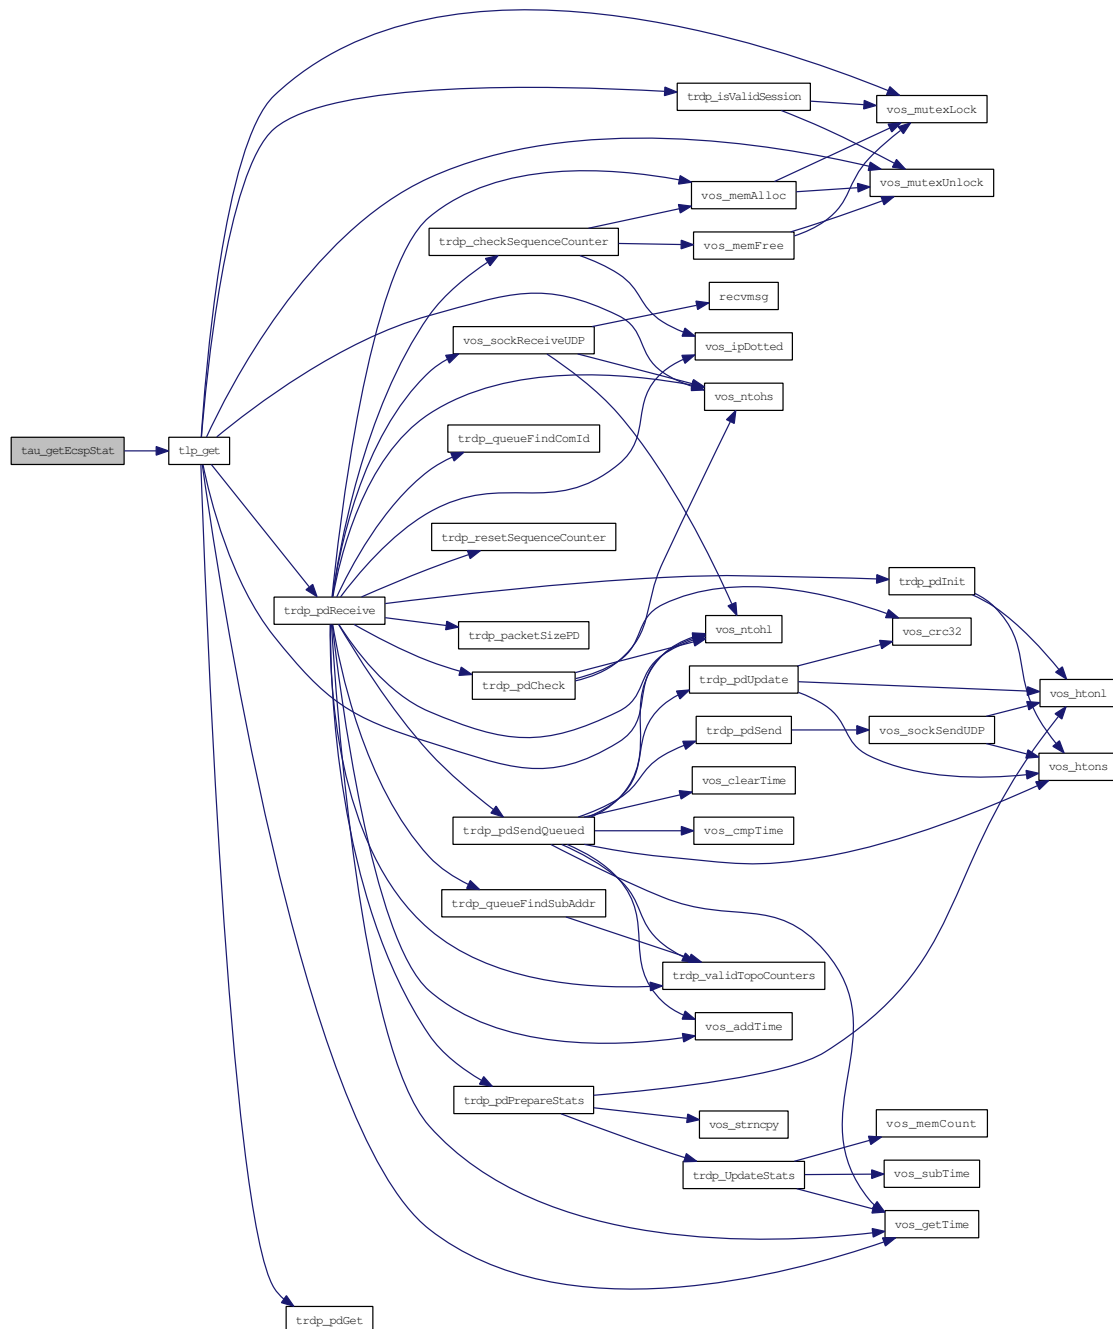 trdp_isValidSession
vos_mutexLock
vos_mutexUnlock
vos_memAlloc
trdp_checkSequenceCounter
vos_memFree
recvmsg
vos_sockReceiveUDP
vos_ipDotted
vos_ntohs
trdp_queueFindComId
tau_getEcspStat
tlp_get
trdp_resetSequenceCounter
trdp_pdInit
trdp_pdReceive
trdp_packetSizePD
vos_ntohl
vos_crc32
trdp_pdCheck
trdp_pdUpdate
vos_htonl
trdp_pdSend
vos_sockSendUDP
vos_htons
vos_clearTime
trdp_pdSendQueued
vos_cmpTime
trdp_queueFindSubAddr
trdp_validTopoCounters
vos_addTime
trdp_pdPrepareStats
vos_strncpy
vos_memCount
trdp_UpdateStats
vos_subTime
vos_getTime
trdp_pdGet